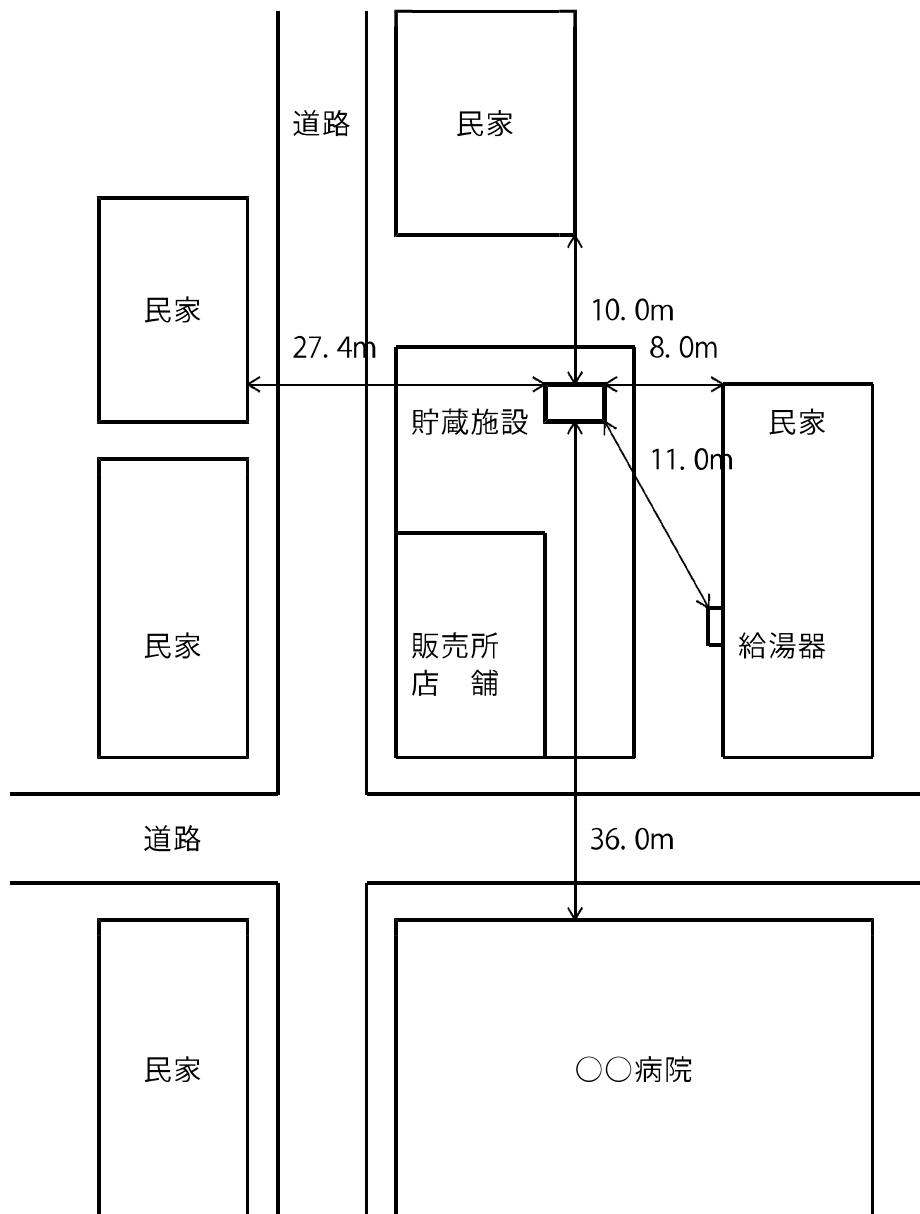 道路
民家
民家
10. 0m
27. 4m
8. 0m
貯蔵施設
民家
11. 0m
民家
販売所
店　舗
給湯器
道路
36. 0m
民家
○○病院